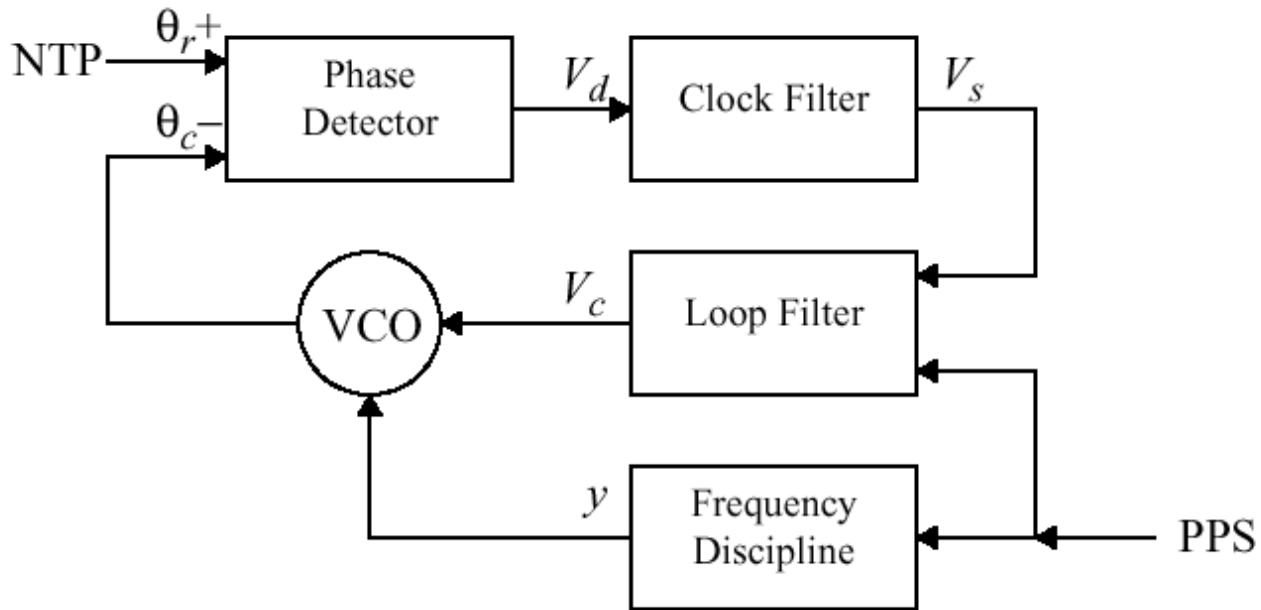 θr+
NTP
Phase
Detector
Vd
Clock Filter
Vs
θc−
VCO
Vc
Loop Filter
y
Frequency
Discipline
PPS